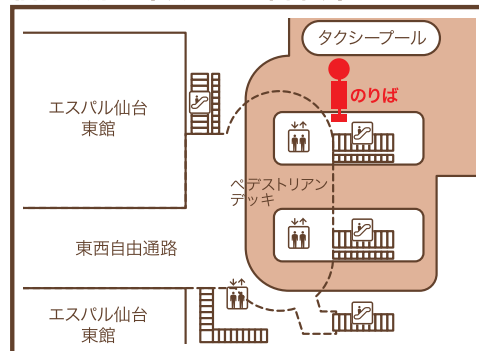 タクシープール
のりば
エスパル仙台
東館
ペデストリアン
デッキ
東西自由通路
エスパル仙台
東館